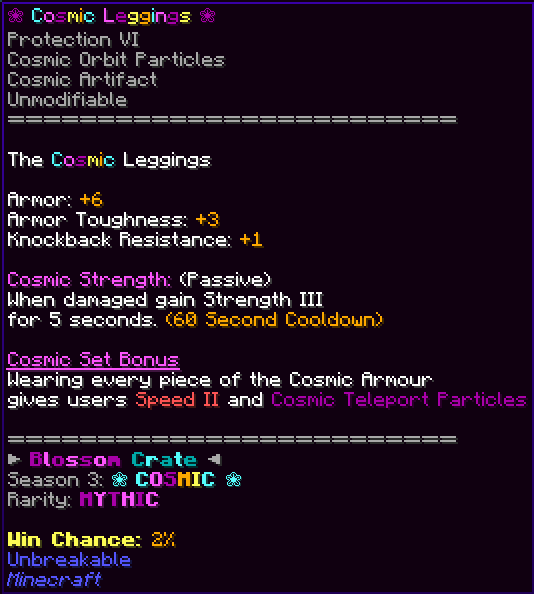 ❀ Cosmic Leggings ❀
Protection VI
Cosmic Orbit Particles
Cosmic Artifact
Unmodifiable
=========================
The Cosmic Leggings
Armor: +6
Armor Toughness: +3
Knockback Resistance: +1
Cosmic Strength: (Passive)
When damaged gain Strength III
for 5 seconds. (60 Second Cooldown)
Cosmic Set Bonus
Wearing every piece of the Cosmic Armour
gives users Speed II and Cosmic Teleport Particles
=========================
► Blossom Crate ◄
Season 3: ❀ COSMIC ❀
Rarity: MYTHIC
Win Chance: 2%
Unbreakable
Minecraft